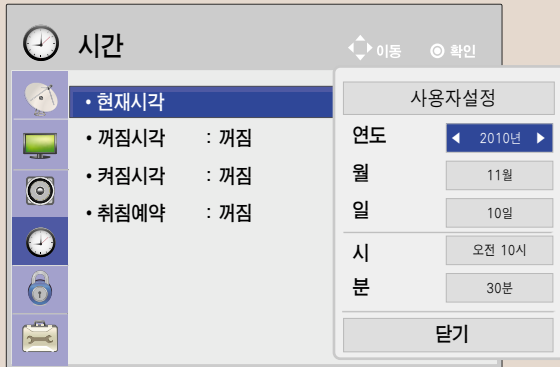 시간
이동 확인
• 현재시각
• 꺼짐시각 : 꺼짐
• 켜짐시각 : 꺼짐
• 취침예약 : 꺼짐
사용자설정
연도 ◀ 2010년 ▶
월 11월
일 10일
시 오전 10시
분 30분
닫기